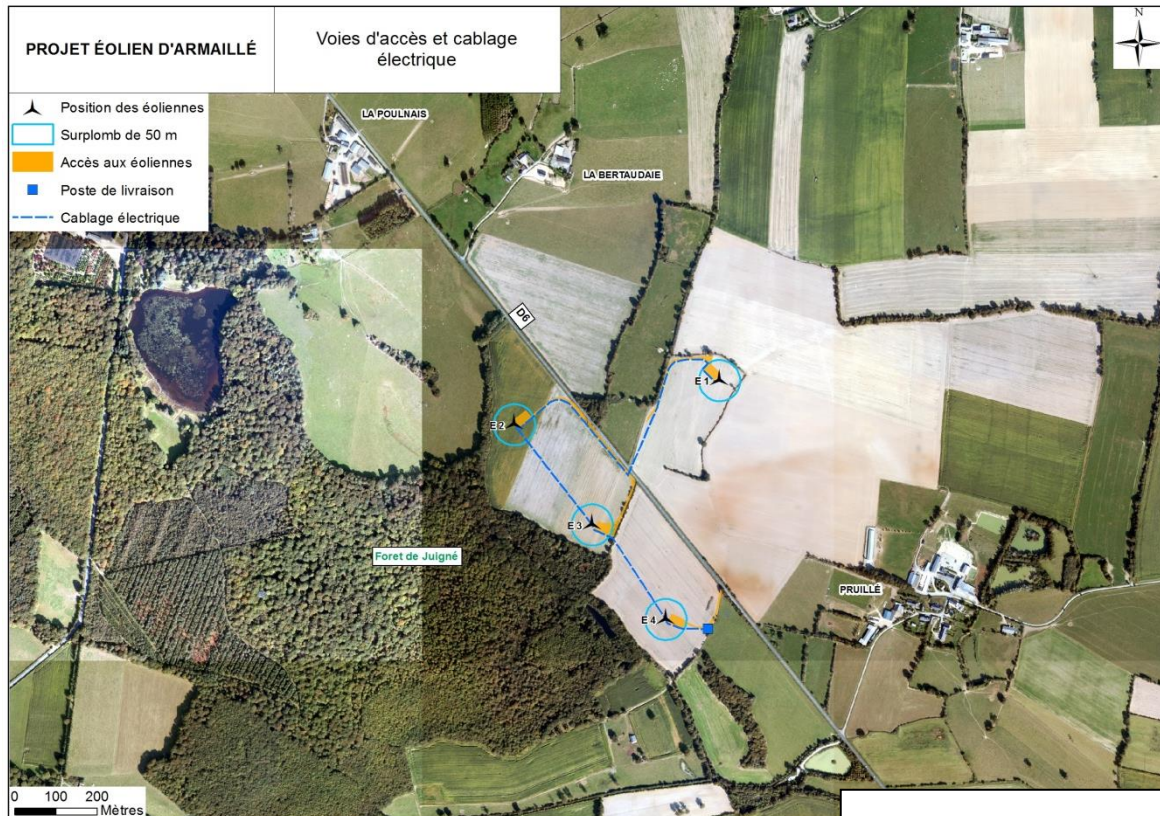 PROJET ÉOLIEN D'ARMAILLÉ
Voies d'accès et cablage
électrique
N
Position des éoliennes
Surplomb de 50 m
Accès aux éoliennes
Poste de livraison
Cablage électrique
LA POULNAIS
LA BERTAUDAIE
D6
E 1
E 2
E 3
Foret de Juigné
PRUILLÉ
E 4
0 100 200
Mètres